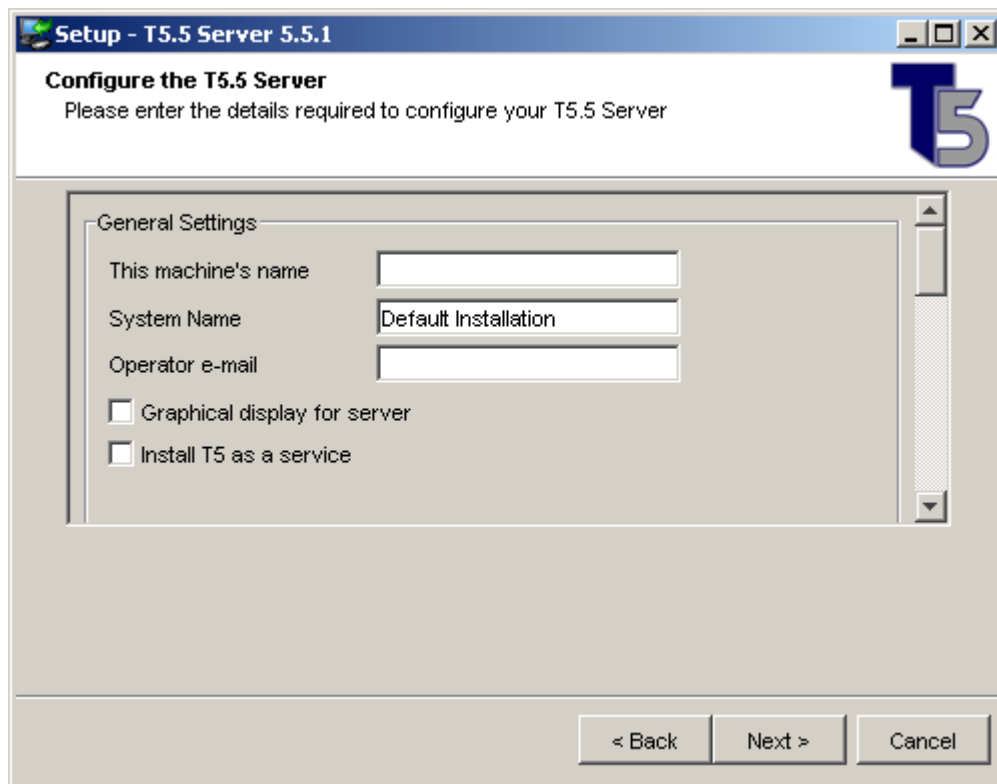 Setup - T5.5 Server 5.5.1
Configure the T5.5 Server
Please enter the details required to configure your T5.5 Server
T5
General Settings
This machine's name
System Name Default Installation
Operator e-mail
Graphical display for server
Install T5 as a service
< Back Next > Cancel